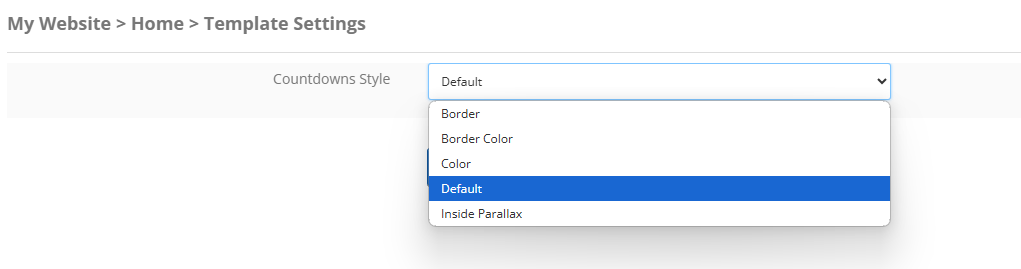 My Website > Home > Template Settings
Countdowns Style
Default
Border
Border Color
Color
Default
Inside Parallax